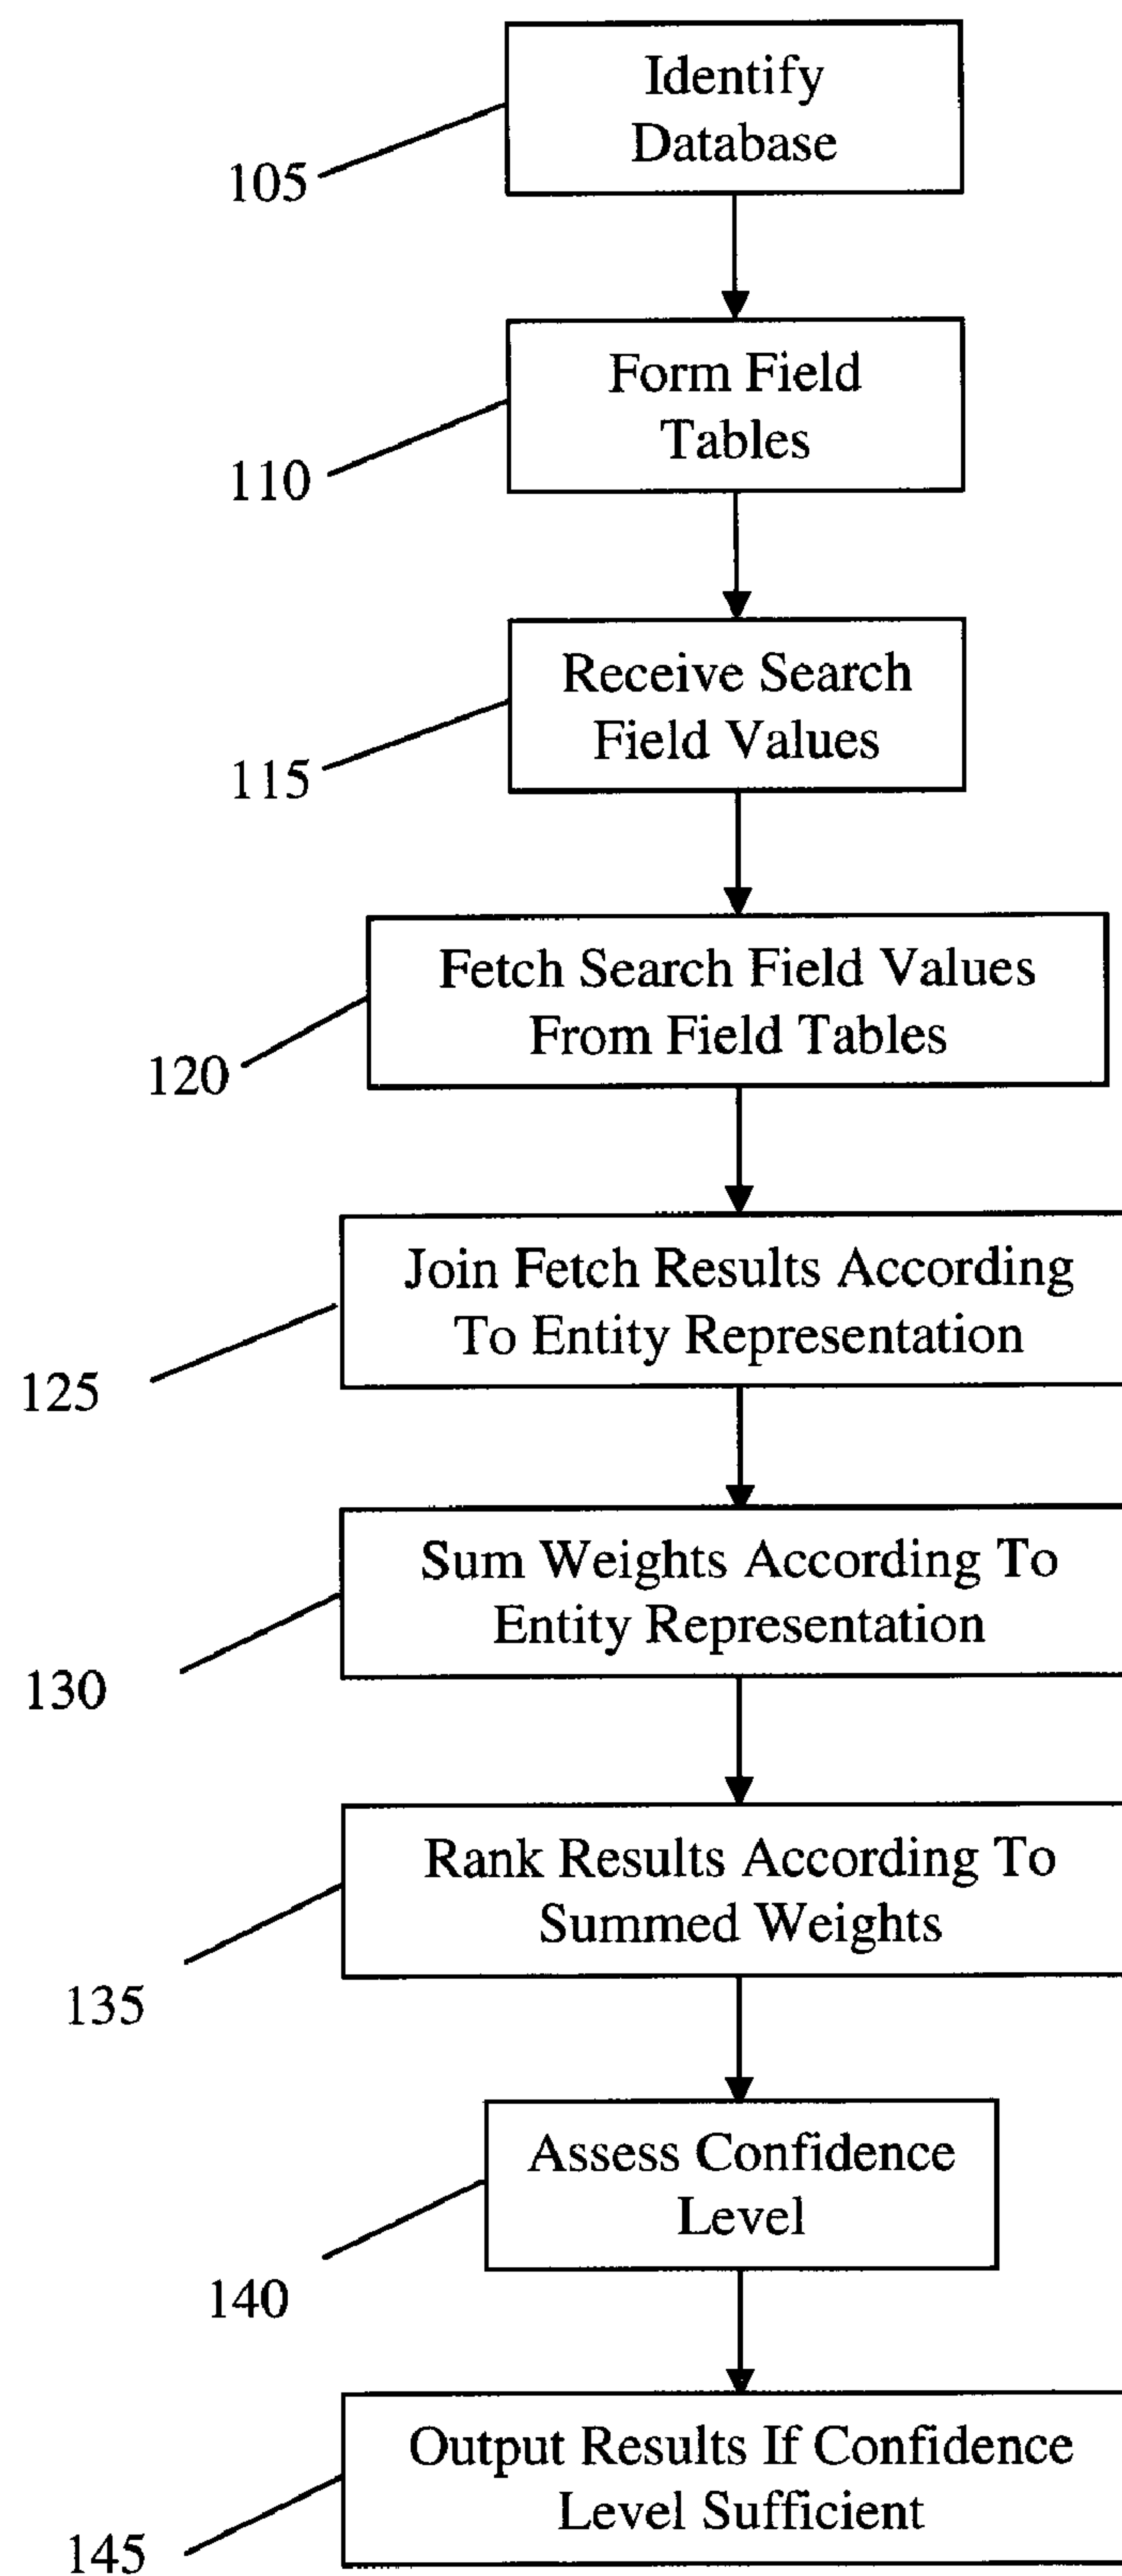 Identify
Database
105
Form Field
Tables
110
Receive Search
Field Values
115
Fetch Search Field Values
From Field Tables
120
Join Fetch Results According
To Entity Representation
125
Sum Weights According To
Entity Representation
130
Rank Results According To
Summed Weights
135
Assess Confidence
Level
140
Output Results If Confidence
Level Sufficient
145